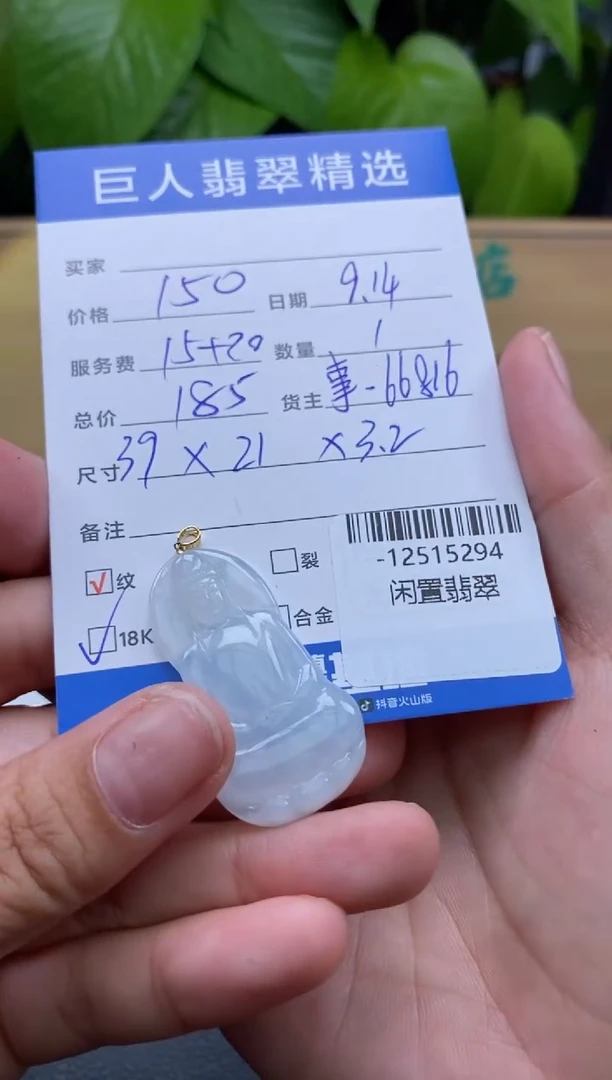 巨人翡翠精选
买家
价格 150 日期 9.14
服务费 15+20 数量 1
总价 185 货主 事-66816
尺寸 39 X 21 X 3.2
备注
√ 纹 裂
-12515294
闲置翡翠
√ 18K 合金
抖音火山版